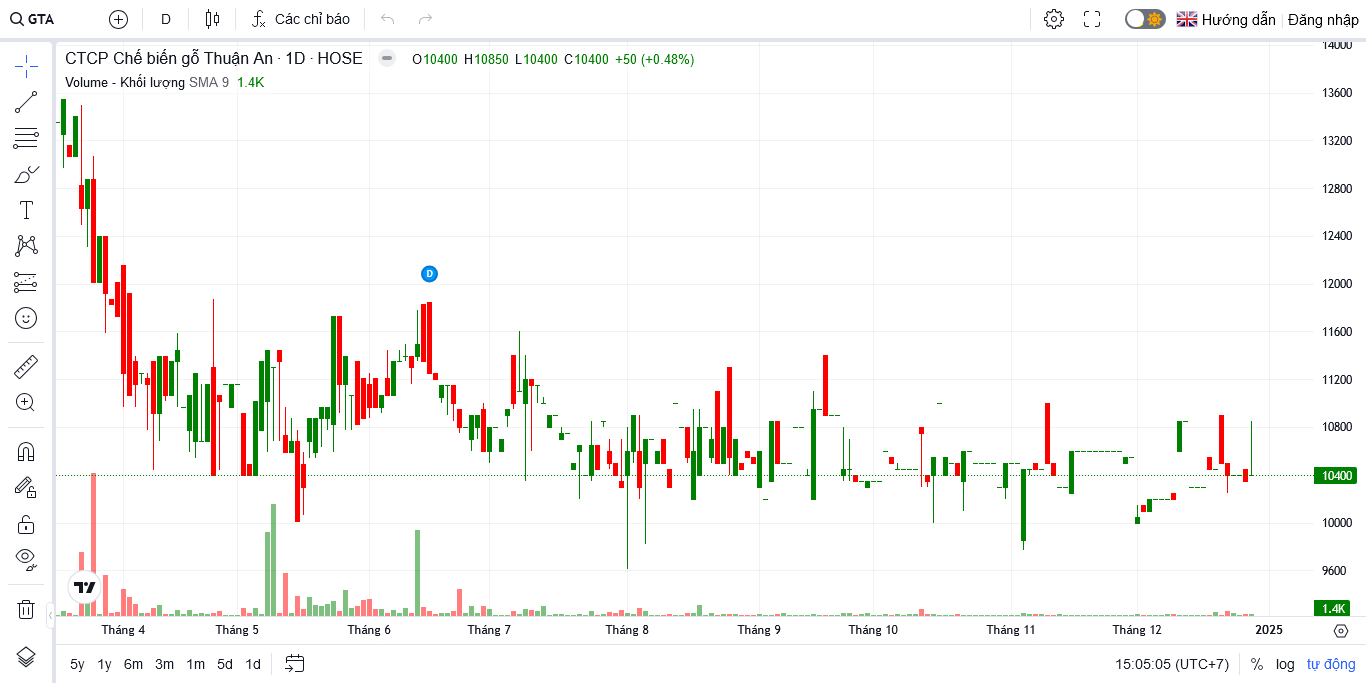 GTA D Các chỉ báo Hướng dẫn Đăng nhập
CTCP Chế biến gỗ Thuận An · 1D · HOSE O10400 H10850 L10400 C10400 +50 (+0.48%)
Volume - Khối lượng SMA 9 1.4K
14000
13600
13200
12800
12400
12000
11600
11200
10800
10400
10000
9600
1.4K
D
Tháng 4 Tháng 5 Tháng 6 Tháng 7 Tháng 8 Tháng 9 Tháng 10 Tháng 11 Tháng 12 2025
5y 1y 6m 3m 1m 5d 1d 15:05:05 (UTC+7) % log tự động